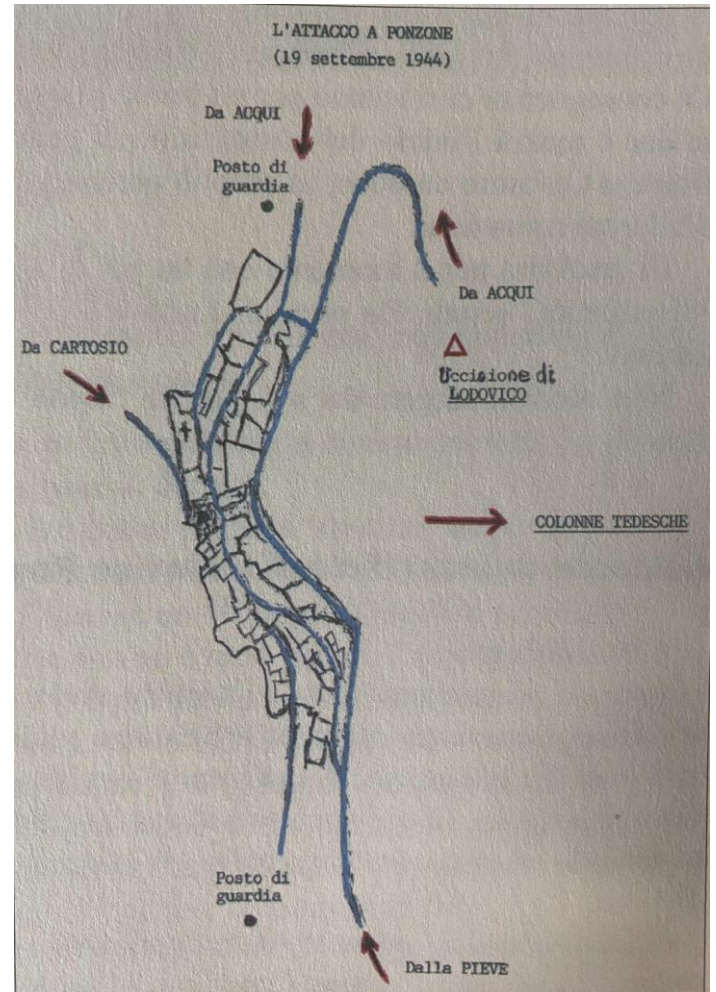 L'ATTACCO A PONZONE
(19 settembre 1944)
Da ACQUI
Posto di
guardia
Da ACQUI
Uccisione di
LODOVICO
Da CARTOSIO
COLONNE TEDESCHE
Posto di
guardia
Dalla PIEVE